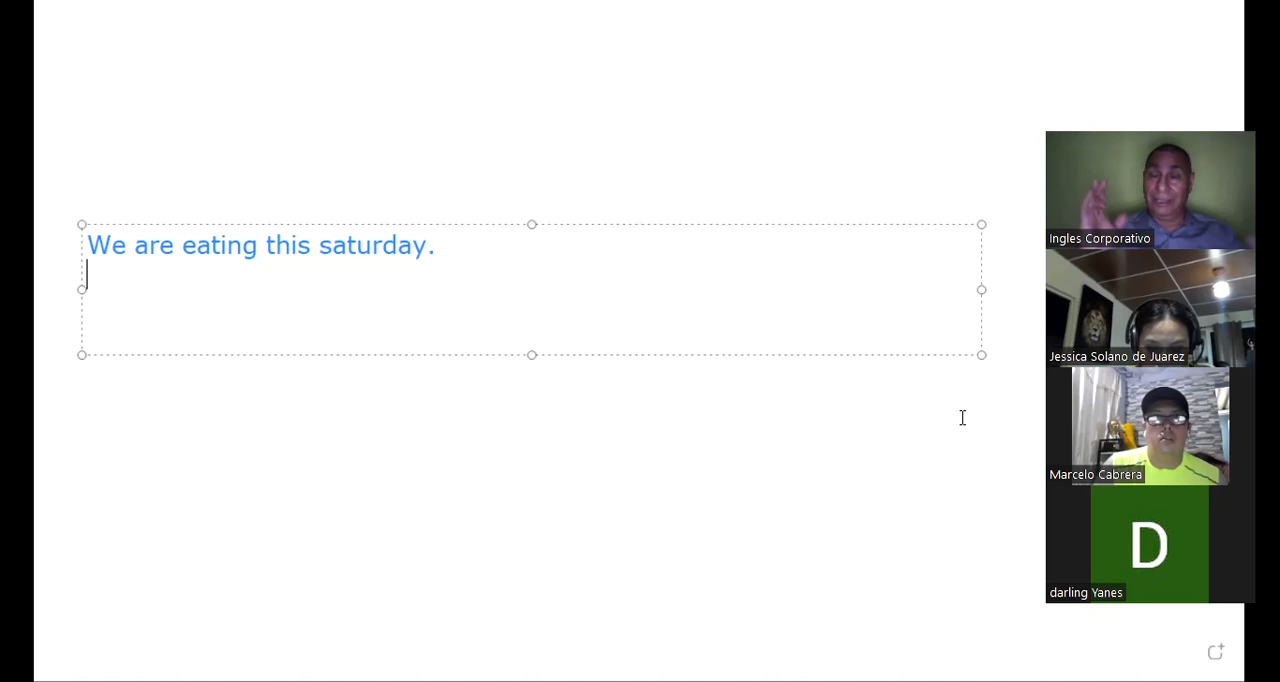 We are eating this saturday.
Ingles Corporativo
Jessica Solano de Juarez
Marcelo Cabrera
D
darling Yanes